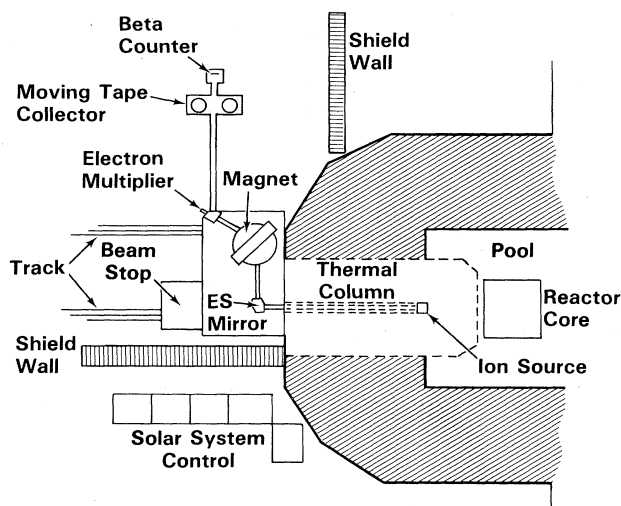 Beta
Counter
Shield
Wall
Moving Tape
Collector
Electron
Multiplier
Magnet
Beam
Stop
Track
Pool
Thermal
Column
ES
Mirror
Reactor
Core
Ion Source
Shield
Wall
Solar System
Control